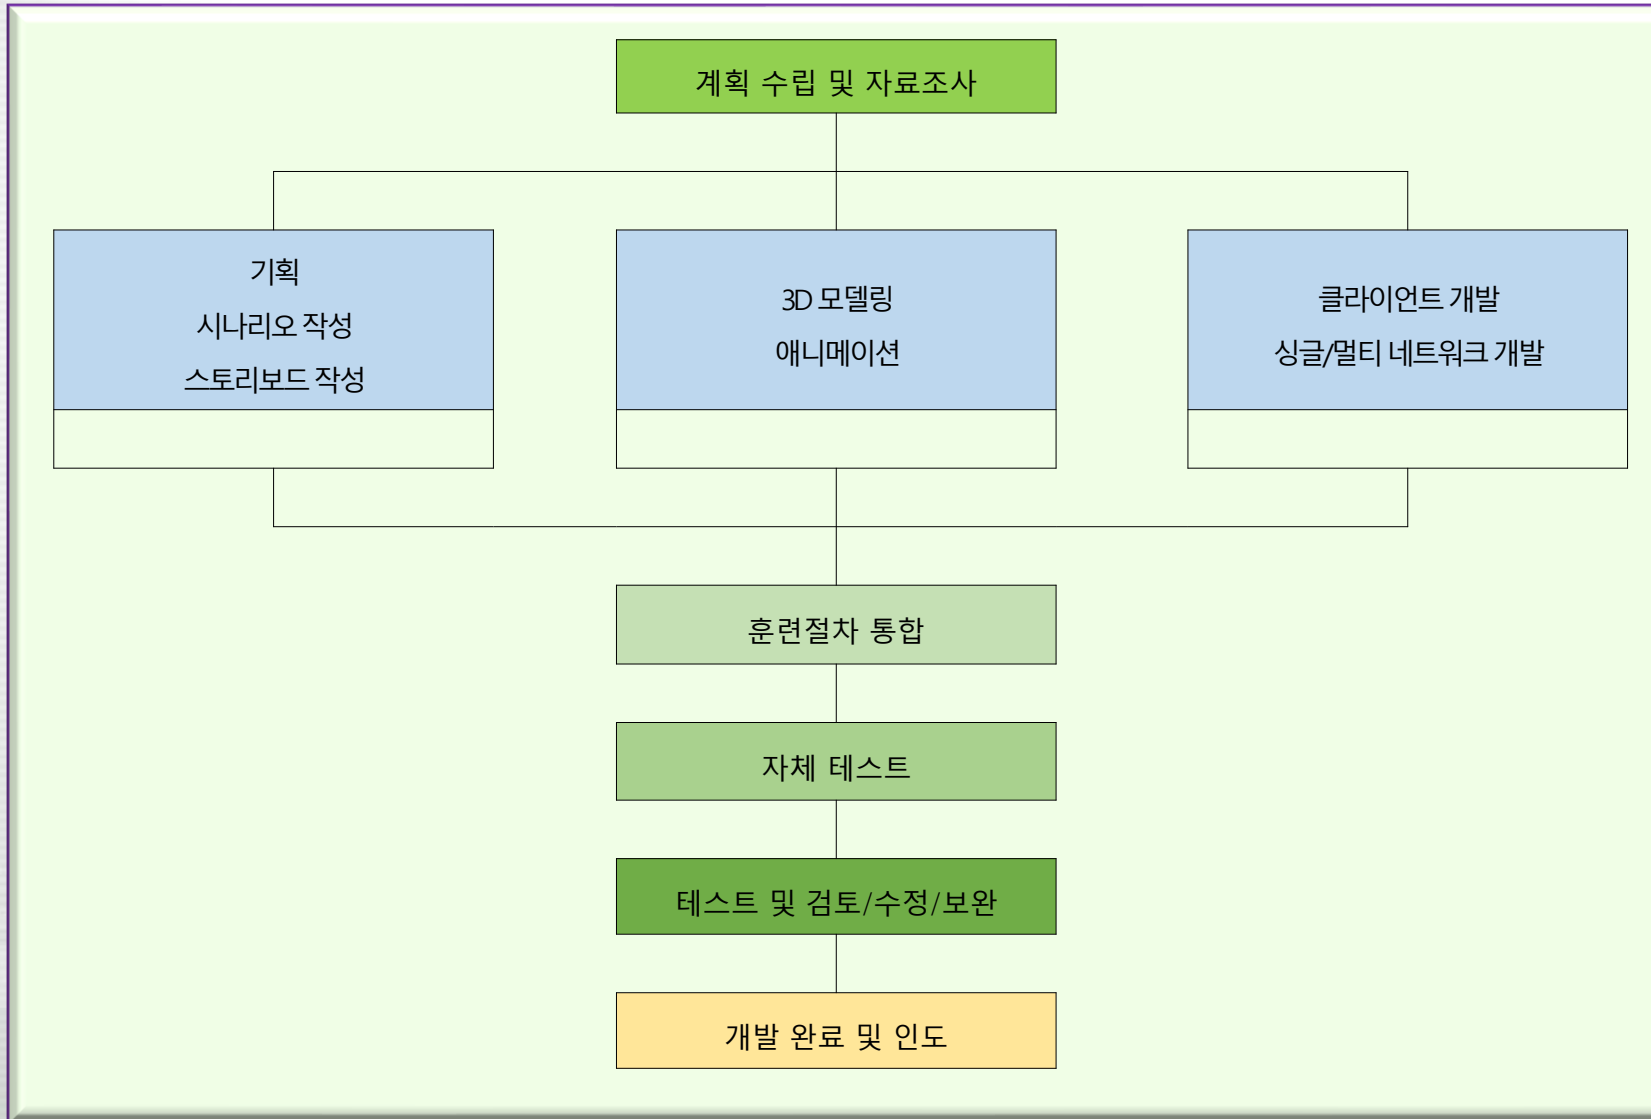 계획 수립 및 자료조사
기획
시나리오 작성
스토리보드 작성
3D 모델링
애니메이션
클라이언트 개발
싱글/멀티 네트워크 개발
훈련절차 통합
자체 테스트
테스트 및 검토/수정/보완
개발 완료 및 인도